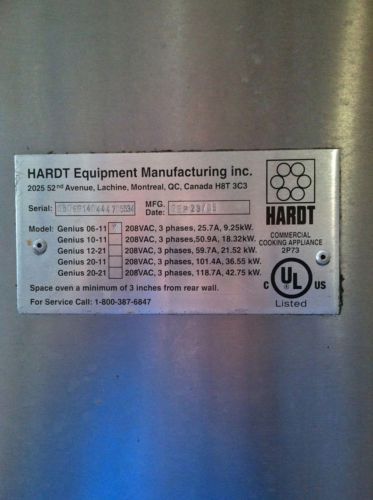 HARDT Equipment Manufacturing inc.
2025 52nd Avenue, Lachine, Montreal, QC, Canada H8T 3C3
Serial:
MFG. Date:
Model: Genius 06-11 208VAC, 3 phases, 25.7A, 9.25kW.
Genius 10-11 208VAC, 3 phases,50.9A, 18.32kW.
Genius 12-21 208VAC, 3 phases, 59.7A, 21.52 kW.
Genius 20-11 208VAC, 3 phases, 101.4A, 36.55 kW.
Genius 20-21 208VAC, 3 phases, 118.7A, 42.75 kW.
Space oven a minimum of 3 inches from rear wall.
For Service Call: 1-800-387-6847
HARDT
COMMERCIAL
COOKING APPLIANCE
2P73
C UL US
Listed